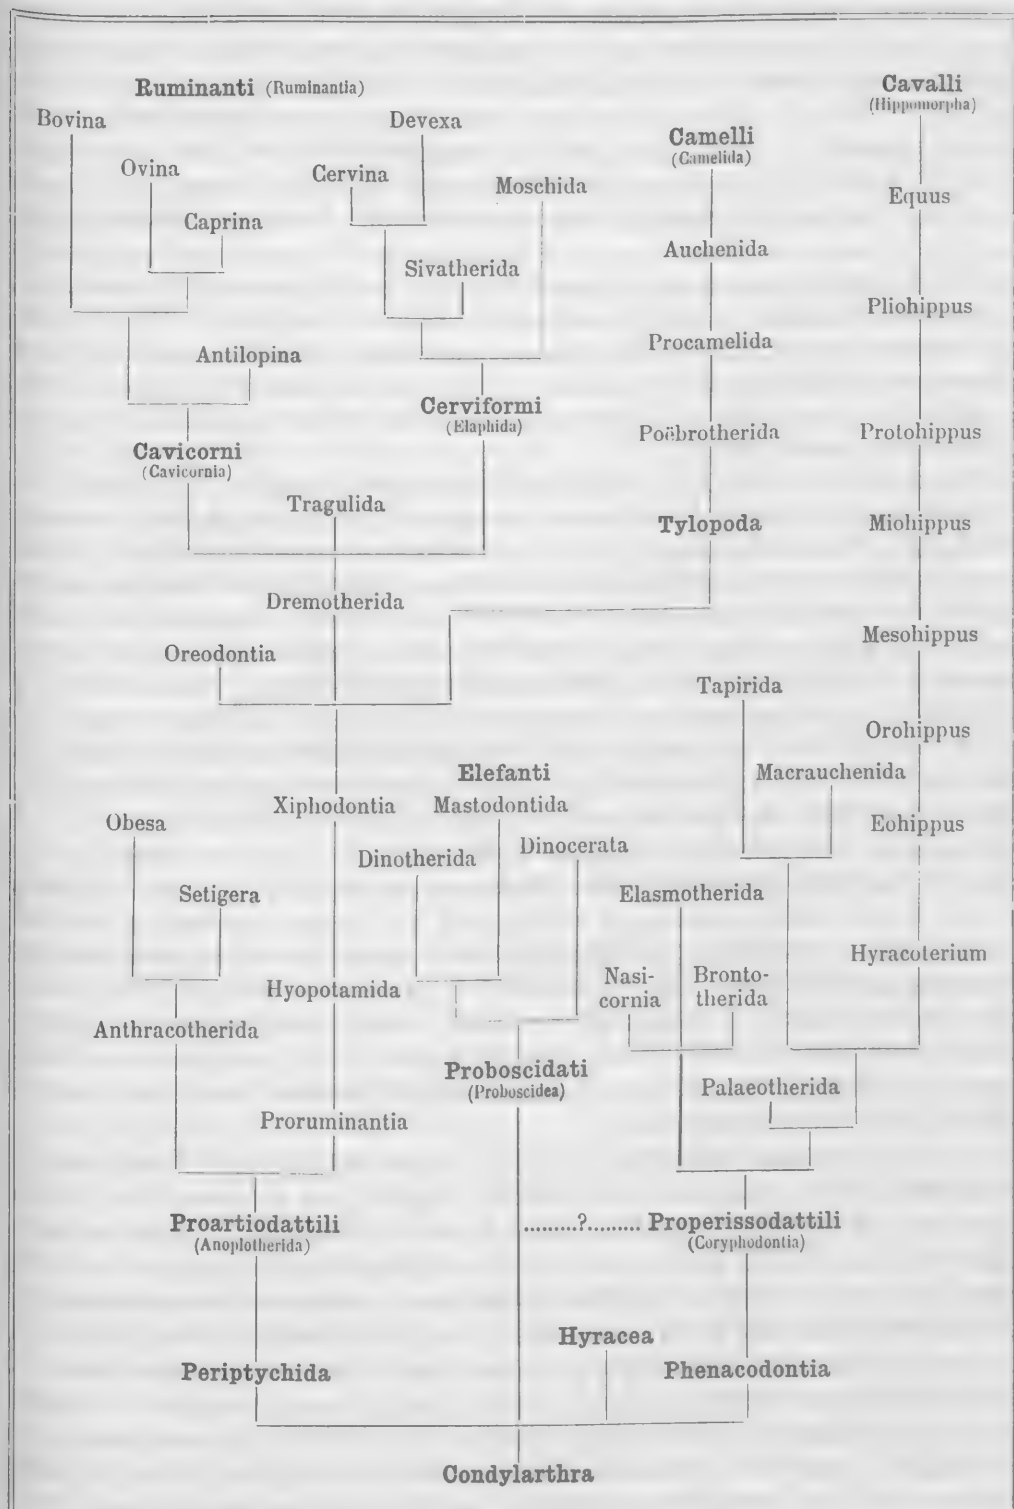 Ruminanti (Ruminantia)
Cavalli
(Hippomorpha)
Bovina
Devexa
Camelli
(Camelida)
Ovina
Cervina
Moschida
Equus
Caprina
Auchenida
Sivatherida
Pliohippus
Procamelida
Antilopina
Cerviformi
(Elaphida)
Poëbrotherida
Protohippus
Cavicorni
(Cavicornia)
Tragulida
Tylopoda
Miohippus
Dremotherida
Mesohippus
Oreodontia
Tapirida
Orohippus
Elefanti
Macrauchenida
Xiphodontia
Mastodontida
Obesa
Eohippus
Dinotherida
Dinocerata
Setigera
Elasmotherida
Hyracoterium
Nasi-
cornia
Bronto-
therida
Hyopotamida
Anthracotherida
Proboscidati
(Proboscidea)
Palaeotherida
Proruminantia
Proartiodattili
(Anoplotherida)
.........?......... Properissodattili
(Coryphodontia)
Hyracea
Periptychida
Phenacodontia
Condylarthra